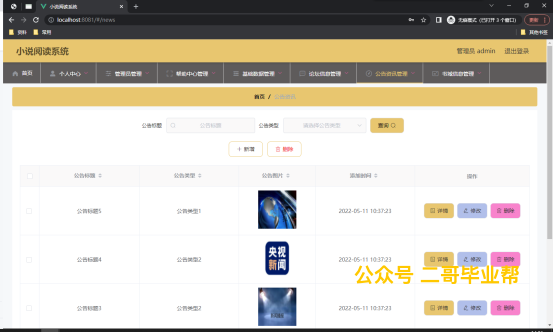 小说阅读系统
localhost:8081/#/news
无痕模式 (已打开 3 个窗口)
更新
资料 常用 其他书签
小说阅读系统 管理员 admin 退出登录
首页 个人中心 管理员管理 帮助中心管理 基础数据管理 论坛信息管理 公告资讯管理 书城信息管理
首页 / 公告资讯
公告标题 公告标题 公告类型 请选择公告类型 查询
+ 新增 删除
公告标题 公告类型 公告图片 添加时间 操作
公告标题5 公告类型1 2022-05-11 10:37:23 详情 修改 删除
央视
新闻
公告标题4 公告类型2 2022-05-11 10:37:23 详情 修改 删除
公众号 二哥毕业帮
公告标题3 公告类型2 2022-05-11 10:37:23 详情 修改 删除